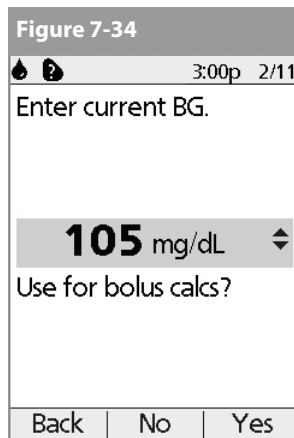 Figure 7-34
3:00p 2/11
Enter current BG.
105 mg/dL
Use for bolus calcs?
Back No Yes